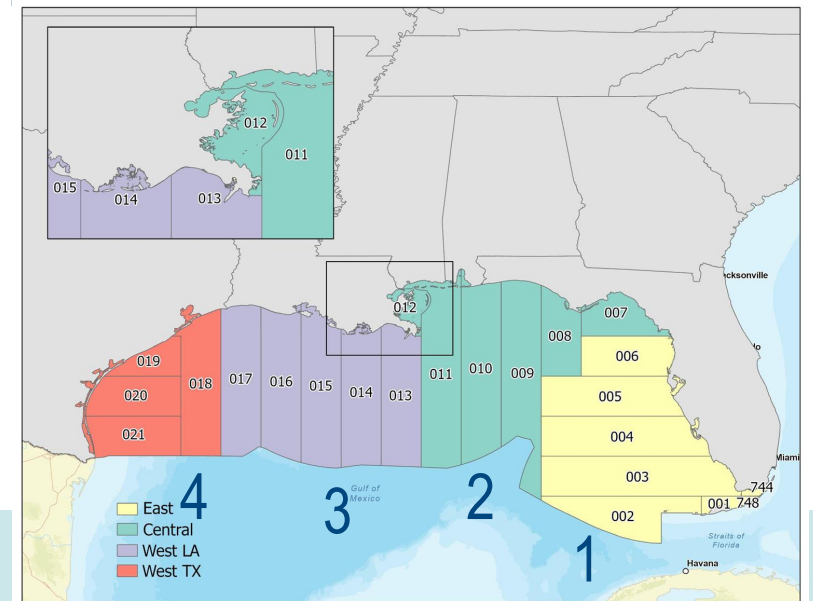 012
011
015
014
013
cksonville
012
007
008
lo
019
006
018
017
016
015
014
013
011
010
009
020
005
021
004
Miami
003
744
East
4
Gulf of
Mexico
3
2
001
748
002
Central
West LA
West TX
1
Straits of
Florida
Havana